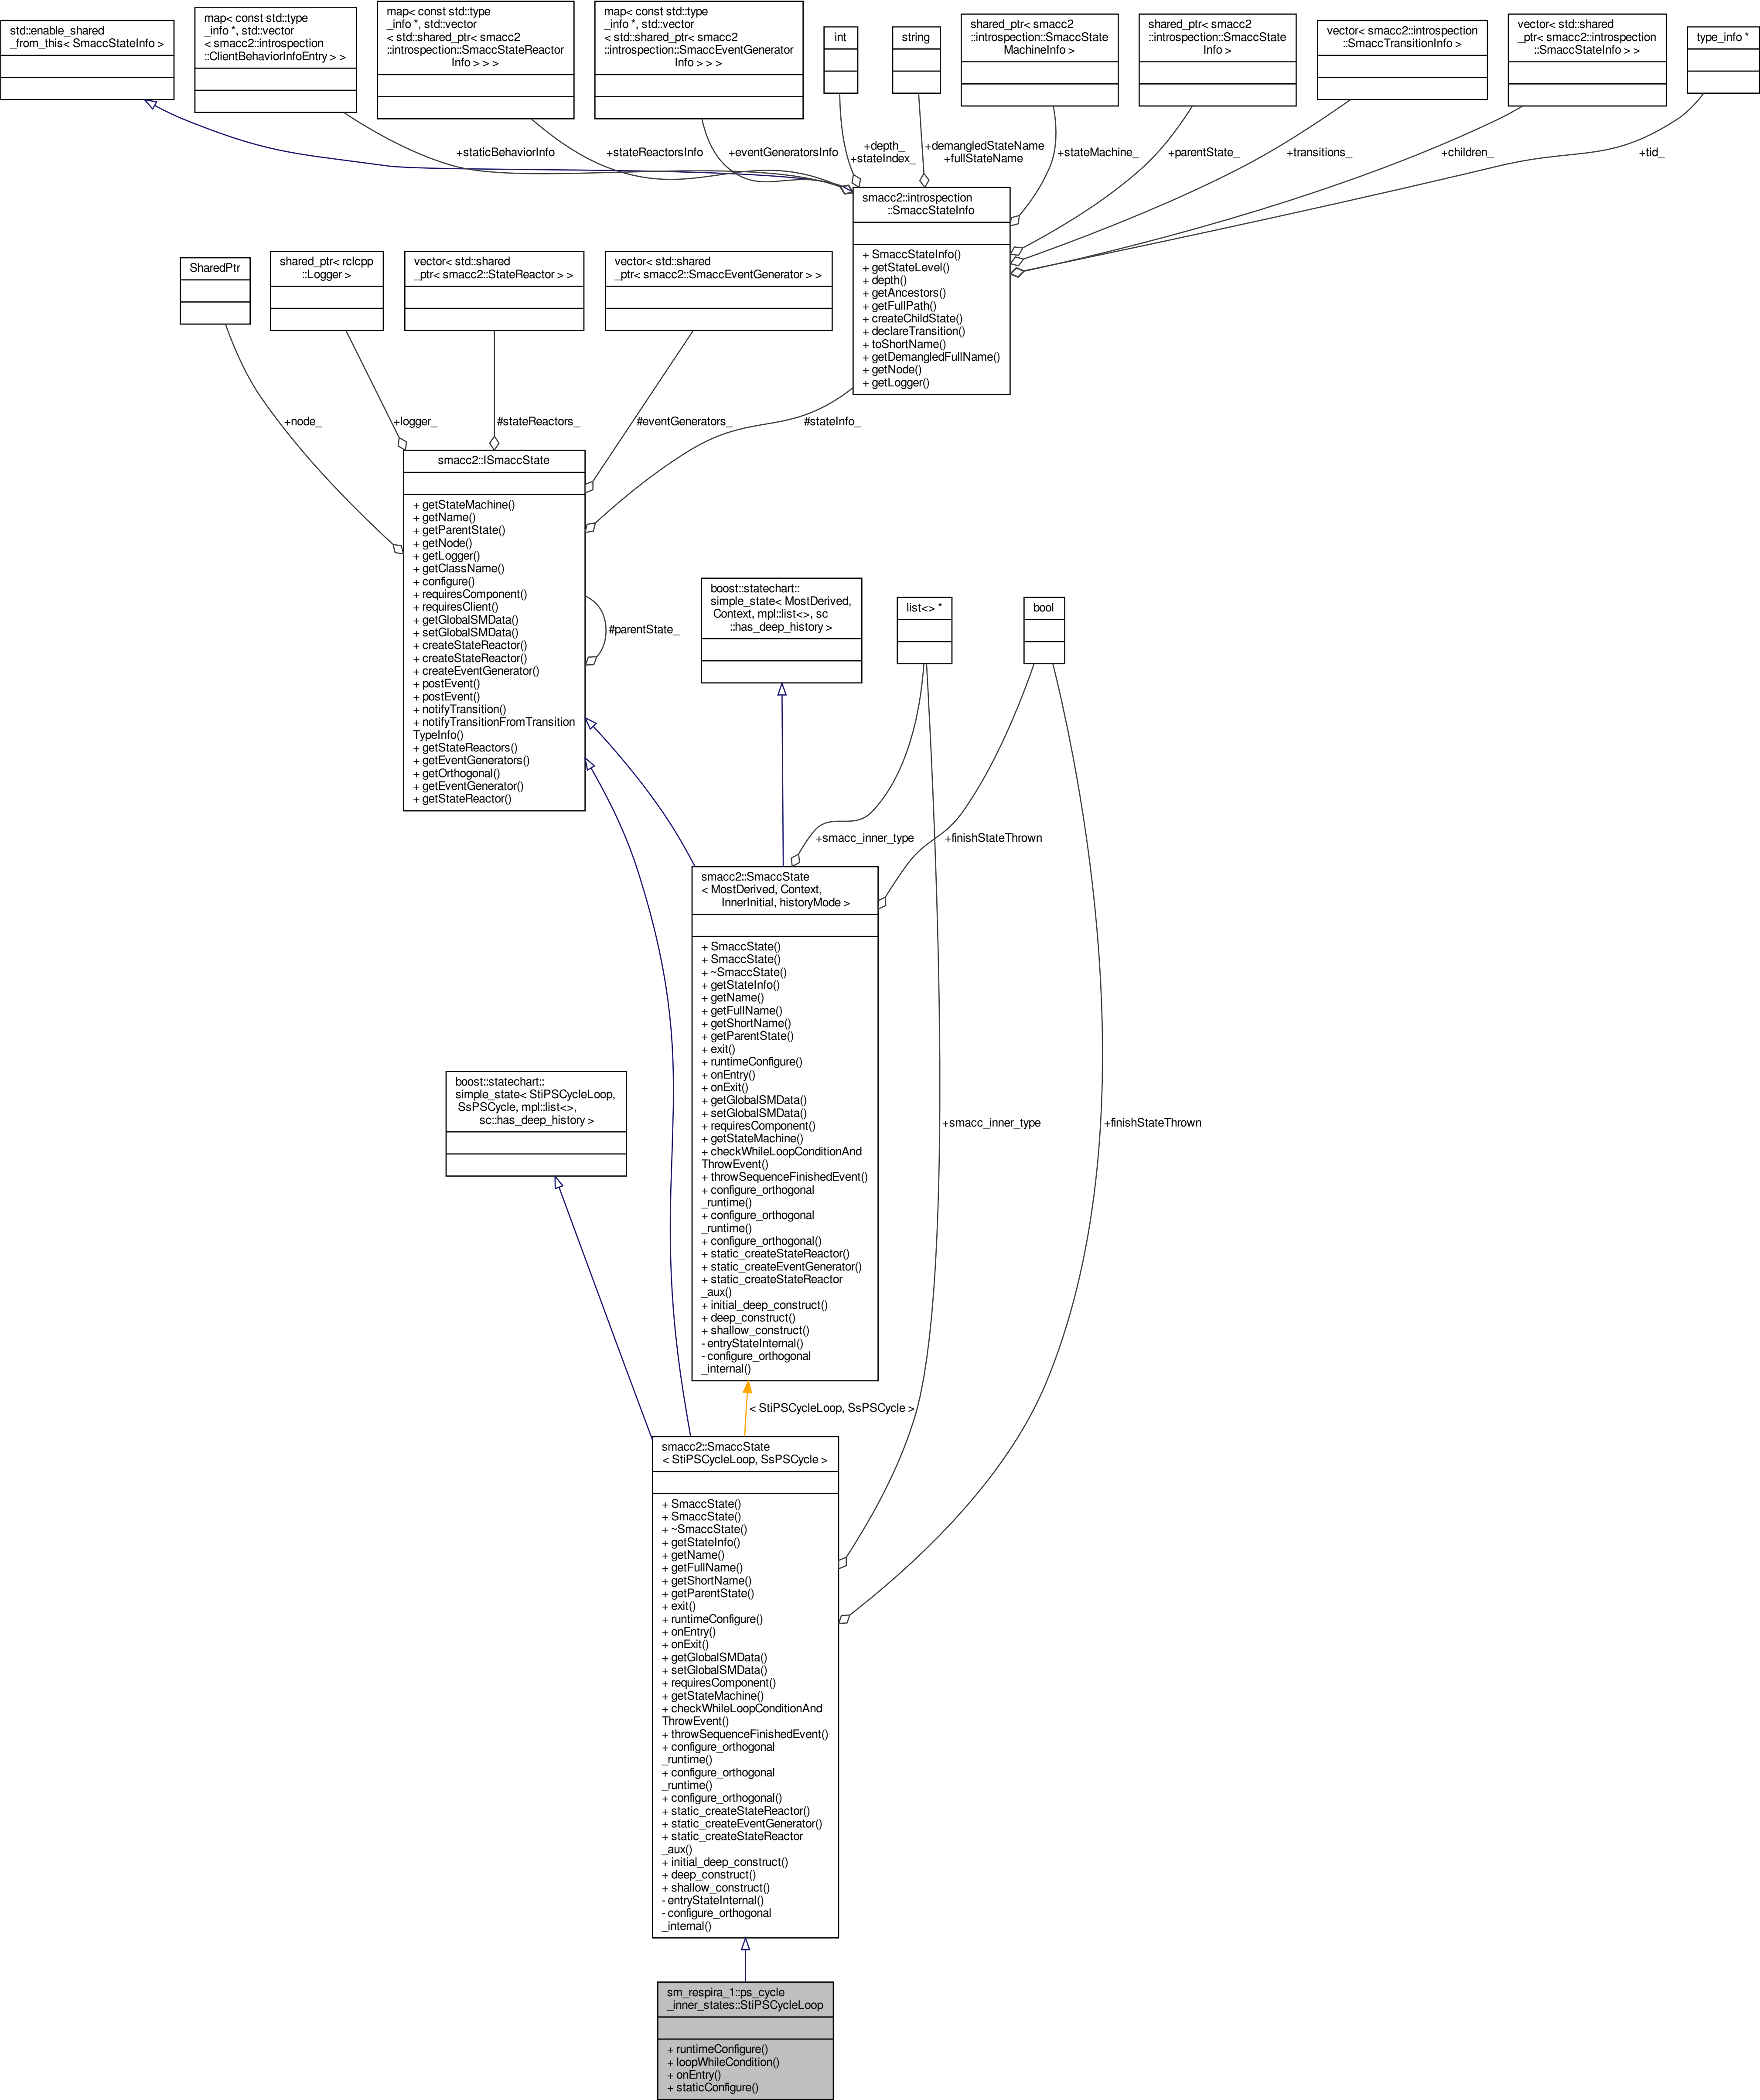 std::enable_shared
_from_this< SmaccStateInfo >
map< const std::type
_info *, std::vector
< smacc2::introspection
::ClientBehaviorInfoEntry > >
map< const std::type
_info *, std::vector
< std::shared_ptr< smacc2
::introspection::SmaccStateReactor
Info > > >
map< const std::type
_info *, std::vector
< std::shared_ptr< smacc2
::introspection::SmaccEventGenerator
Info > > >
int
string
shared_ptr< smacc2
::introspection::SmaccState
MachineInfo >
shared_ptr< smacc2
::introspection::SmaccState
Info >
vector< smacc2::introspection
::SmaccTransitionInfo >
vector< std::shared
_ptr< smacc2::introspection
::SmaccStateInfo > >
type_info *
+staticBehaviorInfo
+stateReactorsInfo
+eventGeneratorsInfo
+depth_
+stateIndex_
+demangledStateName
+fullStateName
+stateMachine_
+parentState_
+transitions_
+children_
+tid_
smacc2::introspection
::SmaccStateInfo
+ SmaccStateInfo()
+ getStateLevel()
+ depth()
+ getAncestors()
+ getFullPath()
+ createChildState()
+ declareTransition()
+ toShortName()
+ getDemangledFullName()
+ getNode()
+ getLogger()
SharedPtr
shared_ptr< rclcpp
::Logger >
vector< std::shared
_ptr< smacc2::StateReactor > >
vector< std::shared
_ptr< smacc2::SmaccEventGenerator > >
+node_
+logger_
#stateReactors_
#eventGenerators_
#stateInfo_
smacc2::ISmaccState
+ getStateMachine()
+ getName()
+ getParentState()
+ getNode()
+ getLogger()
+ getClassName()
+ configure()
+ requiresComponent()
+ requiresClient()
+ getGlobalSMData()
+ setGlobalSMData()
+ createStateReactor()
+ createStateReactor()
+ createEventGenerator()
+ postEvent()
+ postEvent()
+ notifyTransition()
+ notifyTransitionFromTransition
TypeInfo()
+ getStateReactors()
+ getEventGenerators()
+ getOrthogonal()
+ getEventGenerator()
+ getStateReactor()
#parentState_
boost::statechart::
simple_state< MostDerived,
Context, mpl::list<>, sc
::has_deep_history >
list<> *
bool
+smacc_inner_type
+finishStateThrown
smacc2::SmaccState
< MostDerived, Context,
InnerInitial, historyMode >
+ SmaccState()
+ SmaccState()
+ ~SmaccState()
+ getStateInfo()
+ getName()
+ getFullName()
+ getShortName()
+ getParentState()
+ exit()
+ runtimeConfigure()
+ onEntry()
+ onExit()
+ getGlobalSMData()
+ setGlobalSMData()
+ requiresComponent()
+ getStateMachine()
+ checkWhileLoopConditionAnd
ThrowEvent()
+ throwSequenceFinishedEvent()
+ configure_orthogonal
_runtime()
+ configure_orthogonal
_runtime()
+ configure_orthogonal()
+ static_createStateReactor()
+ static_createEventGenerator()
+ static_createStateReactor
_aux()
+ initial_deep_construct()
+ deep_construct()
+ shallow_construct()
- entryStateInternal()
- configure_orthogonal
_internal()
boost::statechart::
simple_state< StiPSCycleLoop,
SsPSCycle, mpl::list<>,
sc::has_deep_history >
+smacc_inner_type
+finishStateThrown
< StiPSCycleLoop, SsPSCycle >
smacc2::SmaccState
< StiPSCycleLoop, SsPSCycle >
+ SmaccState()
+ SmaccState()
+ ~SmaccState()
+ getStateInfo()
+ getName()
+ getFullName()
+ getShortName()
+ getParentState()
+ exit()
+ runtimeConfigure()
+ onEntry()
+ onExit()
+ getGlobalSMData()
+ setGlobalSMData()
+ requiresComponent()
+ getStateMachine()
+ checkWhileLoopConditionAnd
ThrowEvent()
+ throwSequenceFinishedEvent()
+ configure_orthogonal
_runtime()
+ configure_orthogonal
_runtime()
+ configure_orthogonal()
+ static_createStateReactor()
+ static_createEventGenerator()
+ static_createStateReactor
_aux()
+ initial_deep_construct()
+ deep_construct()
+ shallow_construct()
- entryStateInternal()
- configure_orthogonal
_internal()
sm_respira_1::ps_cycle
_inner_states::StiPSCycleLoop
+ runtimeConfigure()
+ loopWhileCondition()
+ onEntry()
+ staticConfigure()